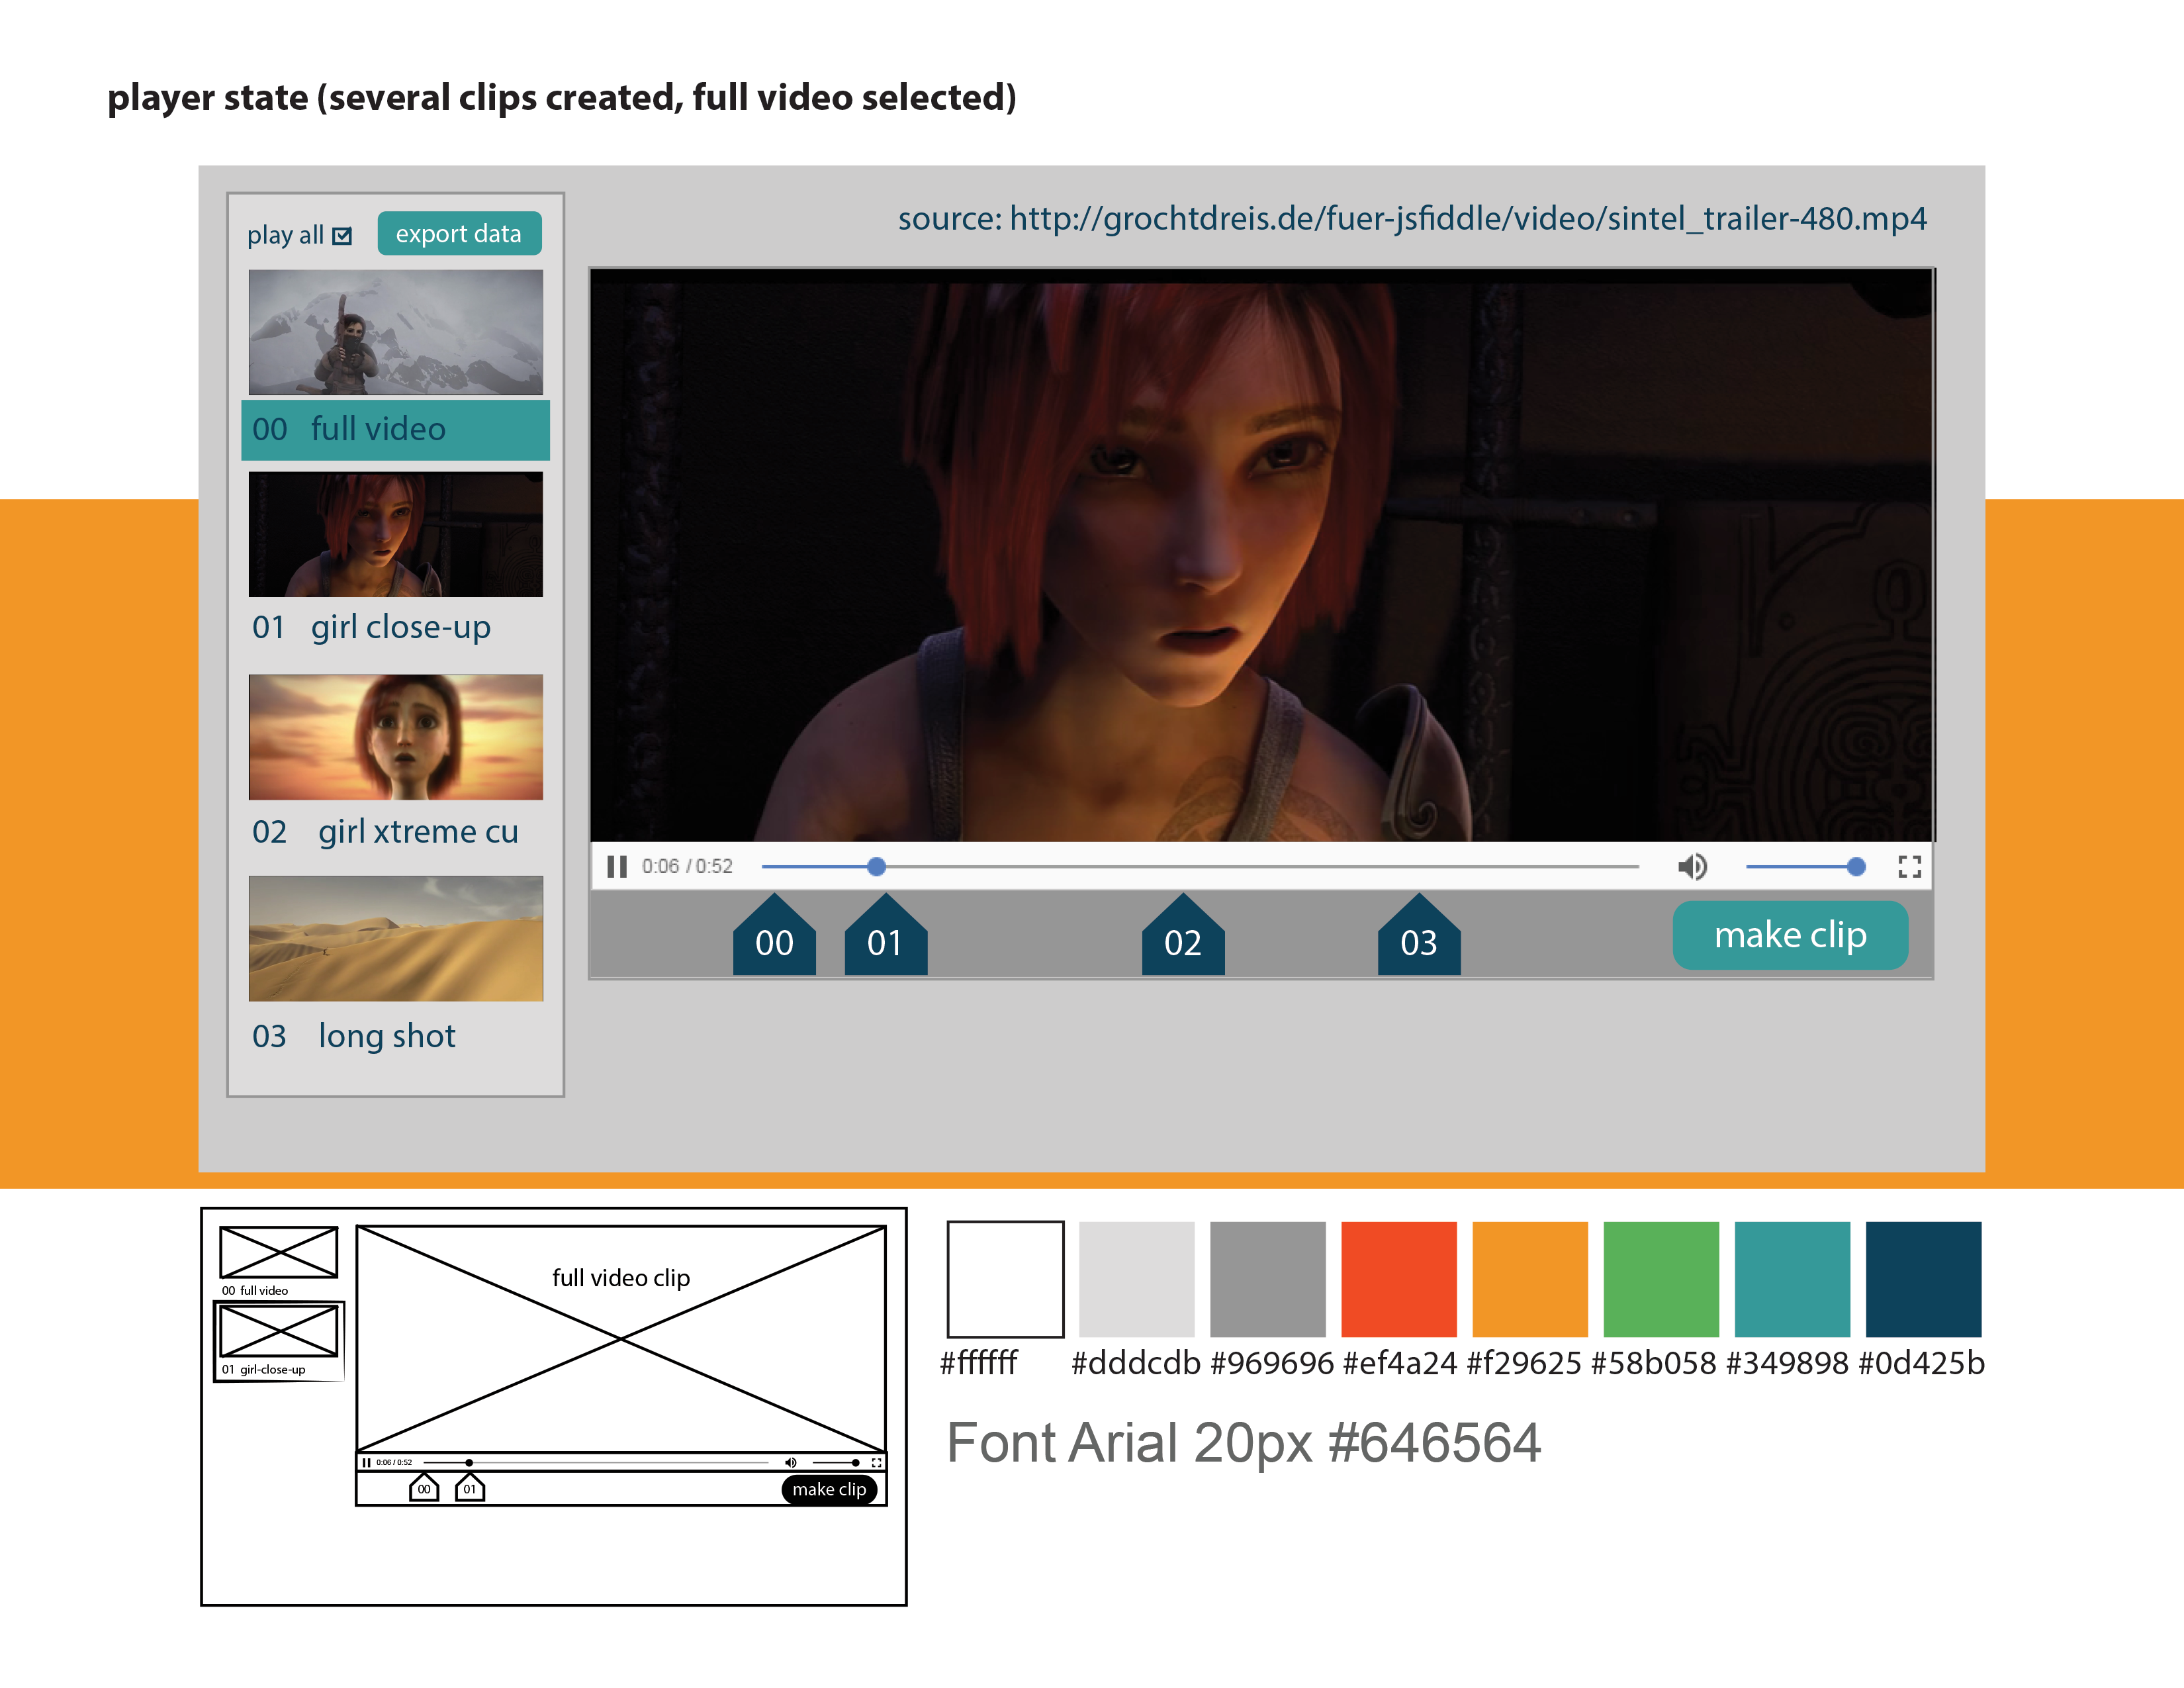 player state (several clips created, full video selected)
play all
export data
source: http://grochtdreis.de/fuer-jsfiddle/video/sintel_trailer-480.mp4
00 full video
01 girl close-up
02 girl xtreme cu
03 long shot
0:06 / 0:52
00 01 02 03
make clip
00 full video
01 girl-close-up
full video clip
0:06 / 0:52
00 01
make clip
#ffffff #dddcdb #969696 #ef4a24 #f29625 #58b058 #349898 #0d425b
Font Arial 20px #646564